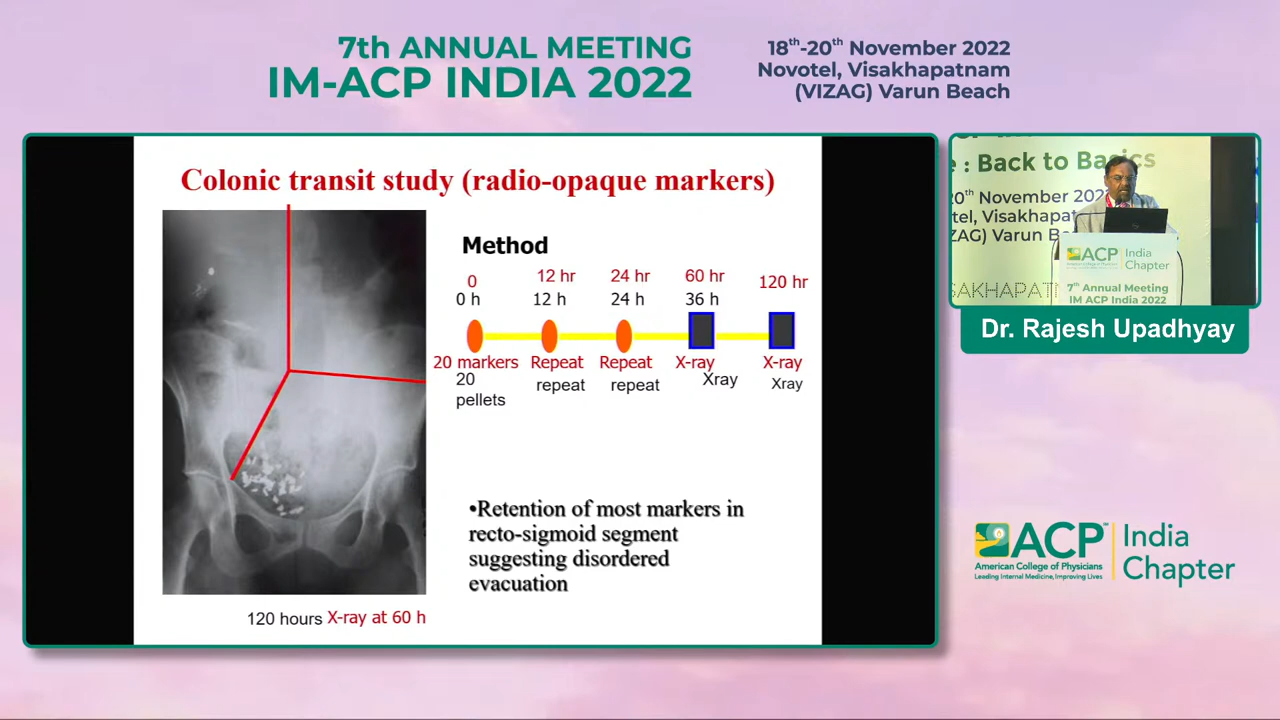 7th ANNUAL MEETING
IM-ACP INDIA 2022
18th-20th November 2022
Novotel, Visakhapatnam
(VIZAG) Varun Beach
Colonic transit study (radio-opaque markers)
Method
0 12 hr 24 hr 60 hr 120 hr
0 h 12 h 24 h 36 h
20 markers Repeat Repeat X-ray X-ray
20 pellets repeat repeat Xray Xray
•Retention of most markers in
recto-sigmoid segment
suggesting disordered
evacuation
120 hours X-ray at 60 h
: Back to Basics
November 202
tel, Visakhapat
ZAG) Varun Be
SAKHAPATN
ACP India
Chapter
7th Annual Meeting
IM ACP India 2022
Dr. Rajesh Upadhyay
ACP™ India
Chapter
American College of Physicians
Leading Internal Medicine, Improving Lives